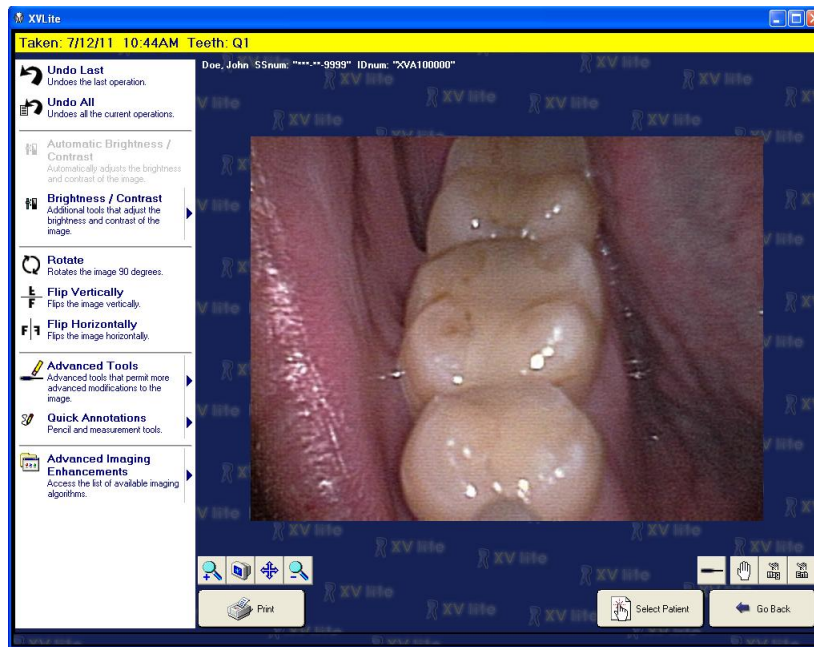 XVLite
Taken: 7/12/11 10:44AM Teeth: Q1
Doe, John SSnum: "***-**-9999" IDnum: "XVA100000"
Undo Last
Undoes the last operation.
Undo All
Undoes all the current operations.
Automatic Brightness /
Contrast
Automatically adjusts the brightness
and contrast of the image.
Brightness / Contrast
Additional tools that adjust the
brightness and contrast of the
image.
Rotate
Rotates the image 90 degrees.
Flip Vertically
Flips the image vertically.
Flip Horizontally
Flips the image horizontally.
Advanced Tools
Advanced tools that permit more
advanced modifications to the
image.
Quick Annotations
Pencil and measurement tools.
Advanced Imaging
Enhancements
Access the list of available imaging
algorithms.
XV lite
Print
Select Patient
Go Back